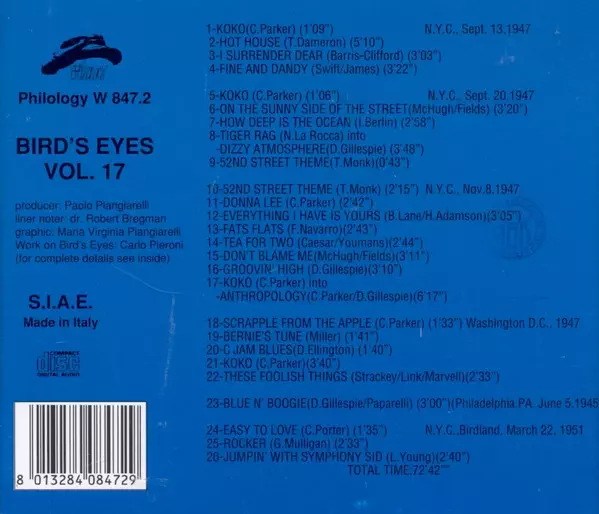 Philology W 847.2
BIRD'S EYES
VOL. 17
producer: Paolo Piangiarelli
liner noter: dr. Robert Bregman
graphic: Maria Virginia Piangiarelli
Work on Bird's Eyes: Carlo Pieroni
(for complete details see inside)
S.I.A.E.
Made in Italy
COMPACT
disc
DIGITAL AUDIO
8 013284 084729
1-KOKO(C.Parker) (1'09") N.Y.C., Sept. 13,1947
2-HOT HOUSE (T.Dameron) (5'10")
3-I SURRENDER DEAR (Barris-Clifford) (3'03")
4-FINE AND DANDY (Swift/James) (3'22")
5-KOKO (C.Parker) (1'06") N.Y.C., Sept. 20 1947
6-ON THE SUNNY SIDE OF THE STREET(McHugh/Fields) (3'20")
7-HOW DEEP IS THE OCEAN (I.Berlin) (2'58")
8-TIGER RAG (N.La Rocca) into
-DIZZY ATMOSPHERE(D.Gillespie) (3'48")
9-52ND STREET THEME(T.Monk)(0'43")
10-52ND STREET THEME (T.Monk) (2'15") N.Y.C., Nov.8,1947
11-DONNA LEE (C.Parker) (2'42")
12-EVERYTHING I HAVE IS YOURS (B.Lane/H.Adamson)(3'05")
13-FATS FLATS (F.Navarro)(2'43")
14-TEA FOR TWO (Caesar/Youmans)(2'44")
15-DON'T BLAME ME(McHugh/Fields)(3'11")
16-GROOVIN' HIGH (D.Gillespie)(3'10")
17-KOKO (C.Parker) into
-ANTHROPOLOGY(C.Parker/D.Gillespie)(6'17")
18-SCRAPPLE FROM THE APPLE (C.Parker) (1'33") Washington D.C., 1947
19-BERNIE'S TUNE (Miller) (1'41")
20-C JAM BLUES(D.Ellington) (1'40")
21-KOKO (C.Parker)(3'40")
22-THESE FOOLISH THINGS (Strackey/Link/Marvell)(2'33")
23-BLUE N' BOOGIE(D.Gillespie/Paparelli) (3'00")(Philadelphia,PA. June 5,1945
24-EASY TO LOVE (C.Porter) (1'35") N.Y.C.,Birdland, March 22, 1951
25-ROCKER (G.Mulligan) (2'33")
26-JUMPIN' WITH SYMPHONY SID (L.Young)(2'40")
TOTAL TIME.72'42""